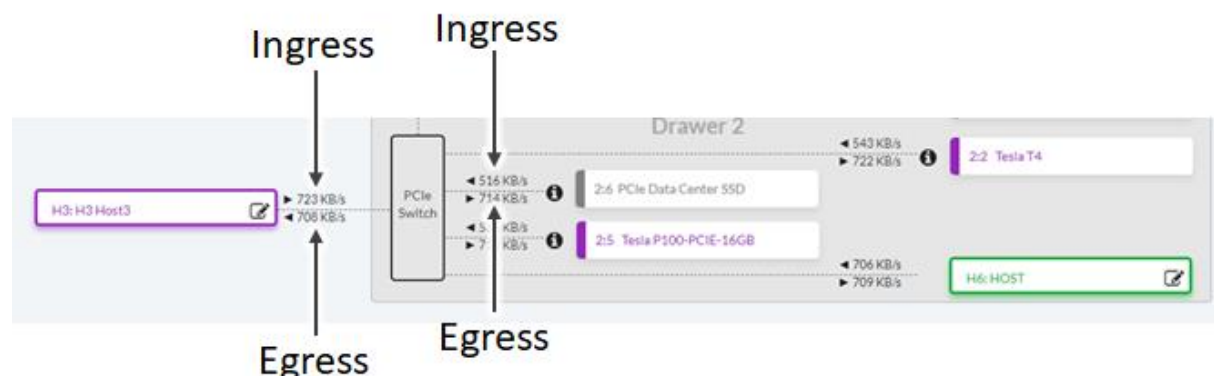 Ingress
Ingress
Drawer 2
◄ 543 KB/s
► 722 KB/s
2:2 Tesla T4
◄ 516 KB/s
► 714 KB/s
2:6 PCIe Data Center SSD
► 723 KB/s
◄ 708 KB/s
H3: H3 Host3
PCIe
Switch
KB/s
KB/s
2:5 Tesla P100-PCIE-16GB
◄ 706 KB/s
► 709 KB/s
H6: HOST
Egress
Egress